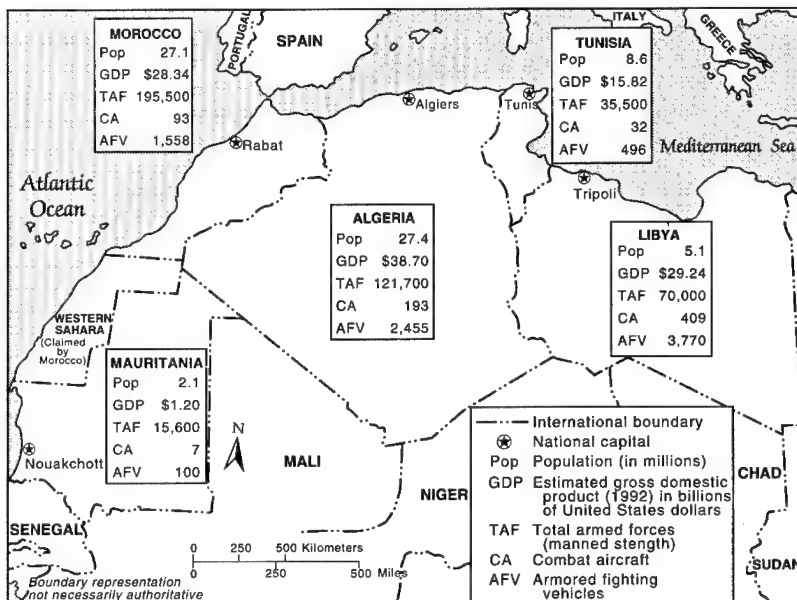 MOROCCO
Pop 27.1
GDP $28.34
TAF 195,500
CA 93
AFV 1,558
PORTUGAL
SPAIN
ITALY
GREECE
TUNISIA
Pop 8.6
GDP $15.82
TAF 35,500
CA 32
AFV 496
Algiers
Tunis
Rabat
Mediterranean Sea
Tripoli
Atlantic
Ocean
ALGERIA
Pop 27.4
GDP $38.70
TAF 121,700
CA 193
AFV 2,455
LIBYA
Pop 5.1
GDP $29.24
TAF 70,000
CA 409
AFV 3,770
WESTERN
SAHARA
(Claimed
by
Morocco)
MAURITANIA
Pop 2.1
GDP $1.20
TAF 15,600
CA 7
AFV 100
Nouakchott
N
MALI
NIGER
CHAD
SUDAN
SENEGAL
International boundary
National capital
Pop Population (in millions)
GDP Estimated gross domestic
product (1992) in billions
of United States dollars
TAF Total armed forces
(manned stength)
CA Combat aircraft
AFV Armored fighting
vehicles
0 250 500 Kilometers
0 250 500 Miles
Boundary representation
not necessarily authoritative